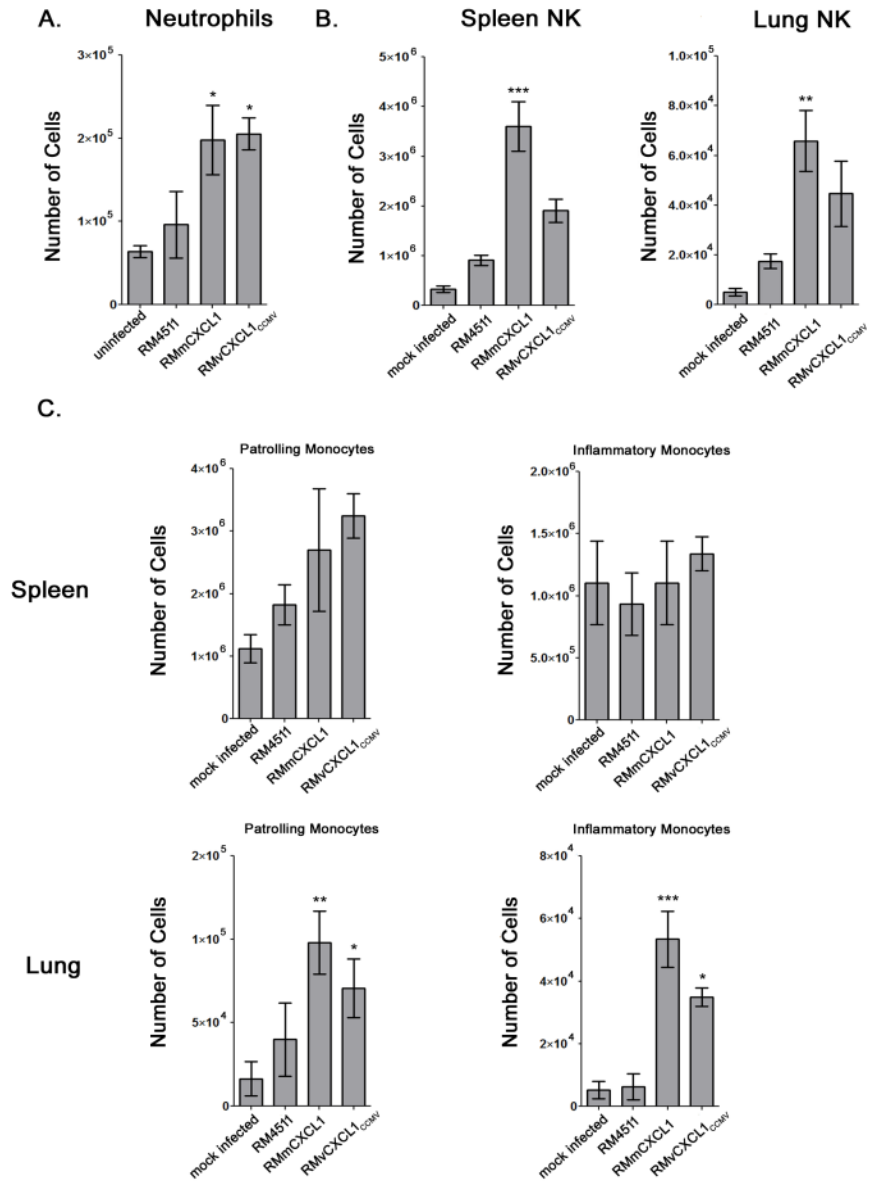 A. Neutrophils
B. Spleen NK
Lung NK
Number of Cells
3×10⁵
2×10⁵
1×10⁵
0
*
*
uninfected
RM4511
RMmCXCL1
RMvCXCL1CCMV
Number of Cells
5×10⁶
4×10⁶
3×10⁶
2×10⁶
1×10⁶
0
***
mock infected
RM4511
RMmCXCL1
RMvCXCL1CCMV
Number of Cells
1.0×10⁵
8.0×10⁴
6.0×10⁴
4.0×10⁴
2.0×10⁴
0
**
mock infected
RM4511
RMmCXCL1
RMvCXCL1CCMV
C.
Spleen
Patrolling Monocytes
Number of Cells
4×10⁶
3×10⁶
2×10⁶
1×10⁶
0
mock infected
RM4511
RMmCXCL1
RMvCXCL1CCMV
Inflammatory Monocytes
Number of Cells
2.0×10⁶
1.5×10⁶
1.0×10⁶
5.0×10⁵
0
mock infected
RM4511
RMmCXCL1
RMvCXCL1CCMV
Lung
Patrolling Monocytes
Number of Cells
2×10⁵
1×10⁵
5×10⁴
0
**
*
mock infected
RM4511
RMmCXCL1
RMvCXCL1CCMV
Inflammatory Monocytes
Number of Cells
8×10⁴
6×10⁴
4×10⁴
2×10⁴
0
***
*
mock infected
RM4511
RMmCXCL1
RMvCXCL1CCMV